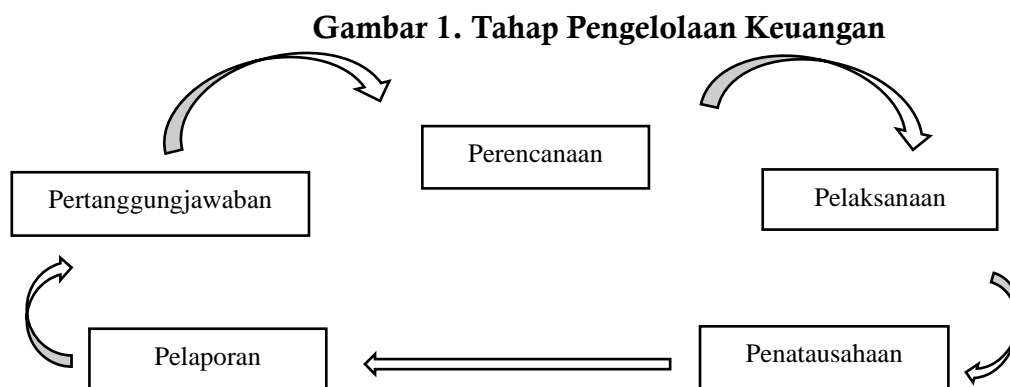 Gambar 1. Tahap Pengelolaan Keuangan
Perencanaan
Pertanggungjawaban
Pelaksanaan
Pelaporan
Penatausahaan